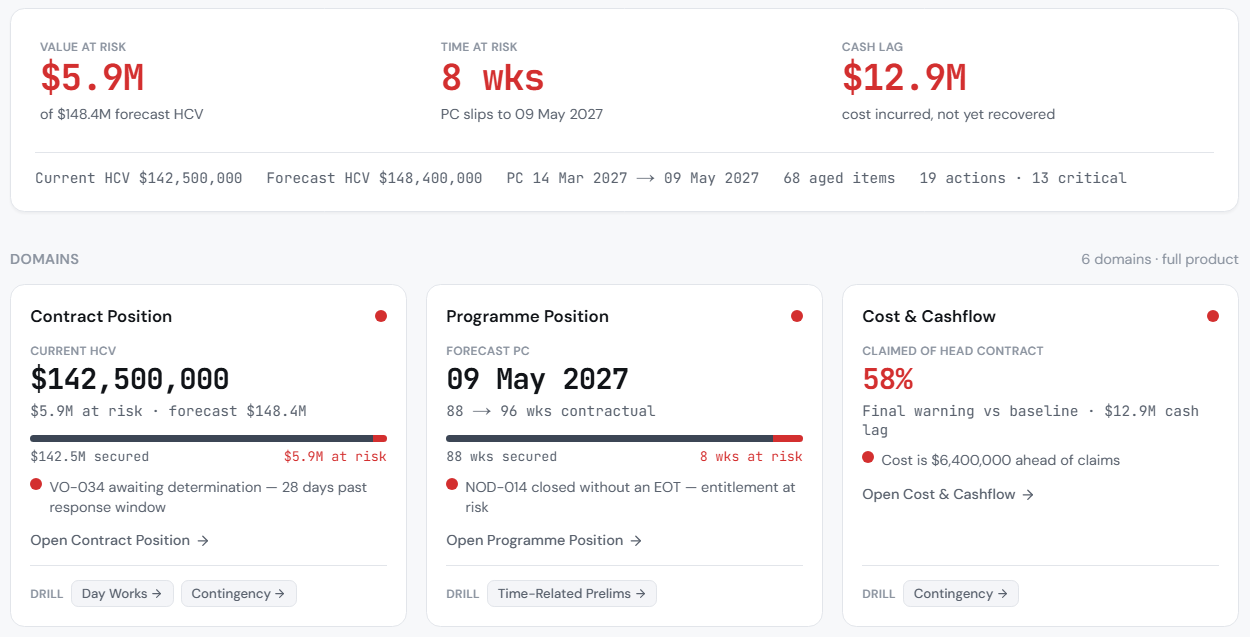 VALUE AT RISK
$5.9M
of $148.4M forecast HCV
TIME AT RISK
8 wks
PC slips to 09 May 2027
CASH LAG
$12.9M
cost incurred, not yet recovered
Current HCV $142,500,000 Forecast HCV $148,400,000 PC 14 Mar 2027 → 09 May 2027 68 aged items 19 actions · 13 critical
DOMAINS
6 domains · full product
Contract Position
CURRENT HCV
$142,500,000
$5.9M at risk · forecast $148.4M
$142.5M secured $5.9M at risk
VO-034 awaiting determination — 28 days past
response window
Open Contract Position →
DRILL Day Works → Contingency →
Programme Position
FORECAST PC
09 May 2027
88 → 96 wks contractual
88 wks secured 8 wks at risk
NOD-014 closed without an EOT — entitlement at
risk
Open Programme Position →
DRILL Time-Related Prelims →
Cost & Cashflow
CLAIMED OF HEAD CONTRACT
58%
Final warning vs baseline · $12.9M cash
lag
Cost is $6,400,000 ahead of claims
Open Cost & Cashflow →
DRILL Contingency →